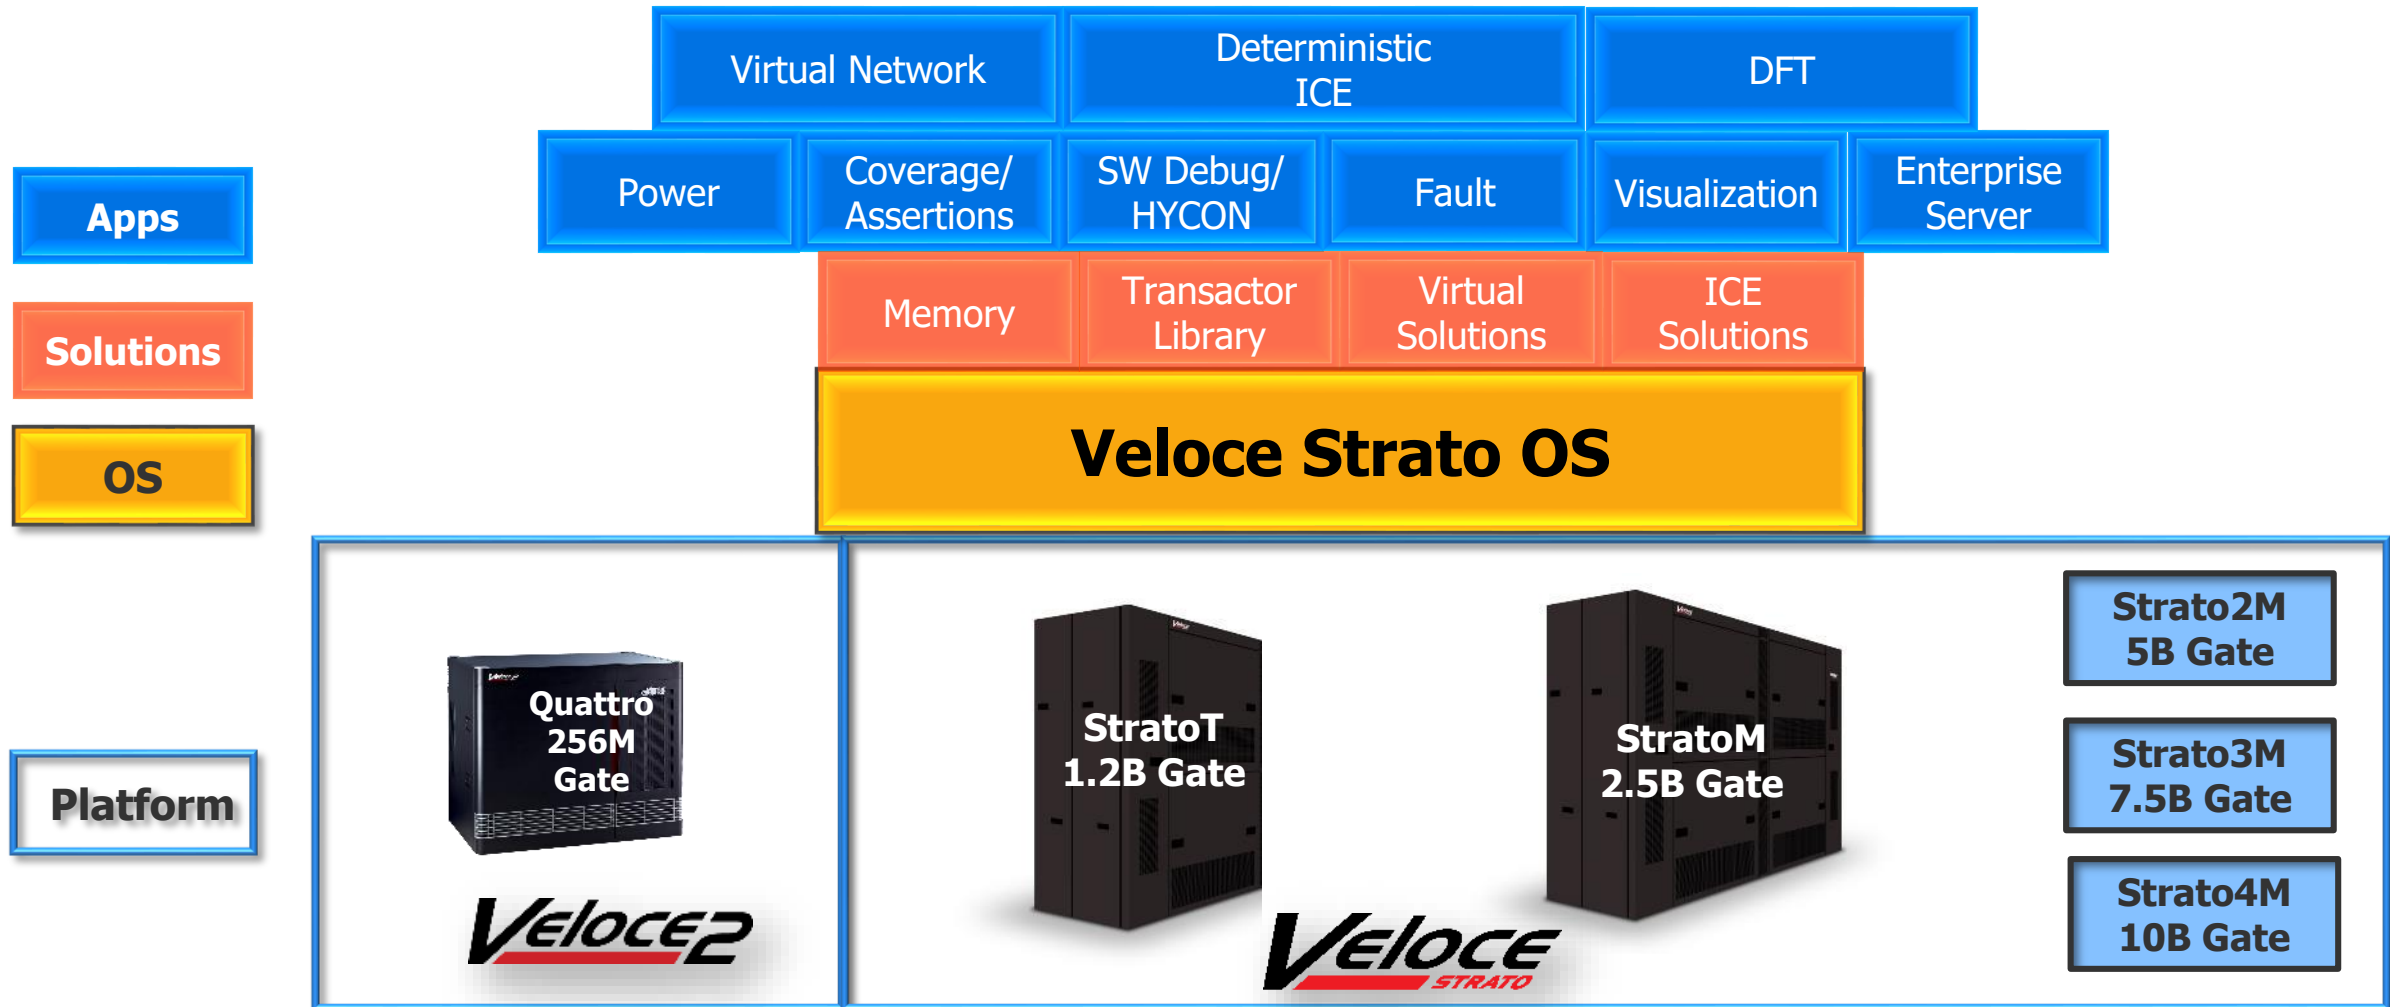 Virtual Network
Deterministic
ICE
DFT
Power
Coverage/
Assertions
SW Debug/
HYCON
Fault
Visualization
Enterprise
Server
Apps
Memory
Transactor
Library
Virtual
Solutions
ICE
Solutions
Solutions
Veloce Strato OS
OS
Platform
Quattro
256M
Gate
Veloce2
StratoT
1.2B Gate
StratoM
2.5B Gate
Veloce
STRATO
Strato2M
5B Gate
Strato3M
7.5B Gate
Strato4M
10B Gate